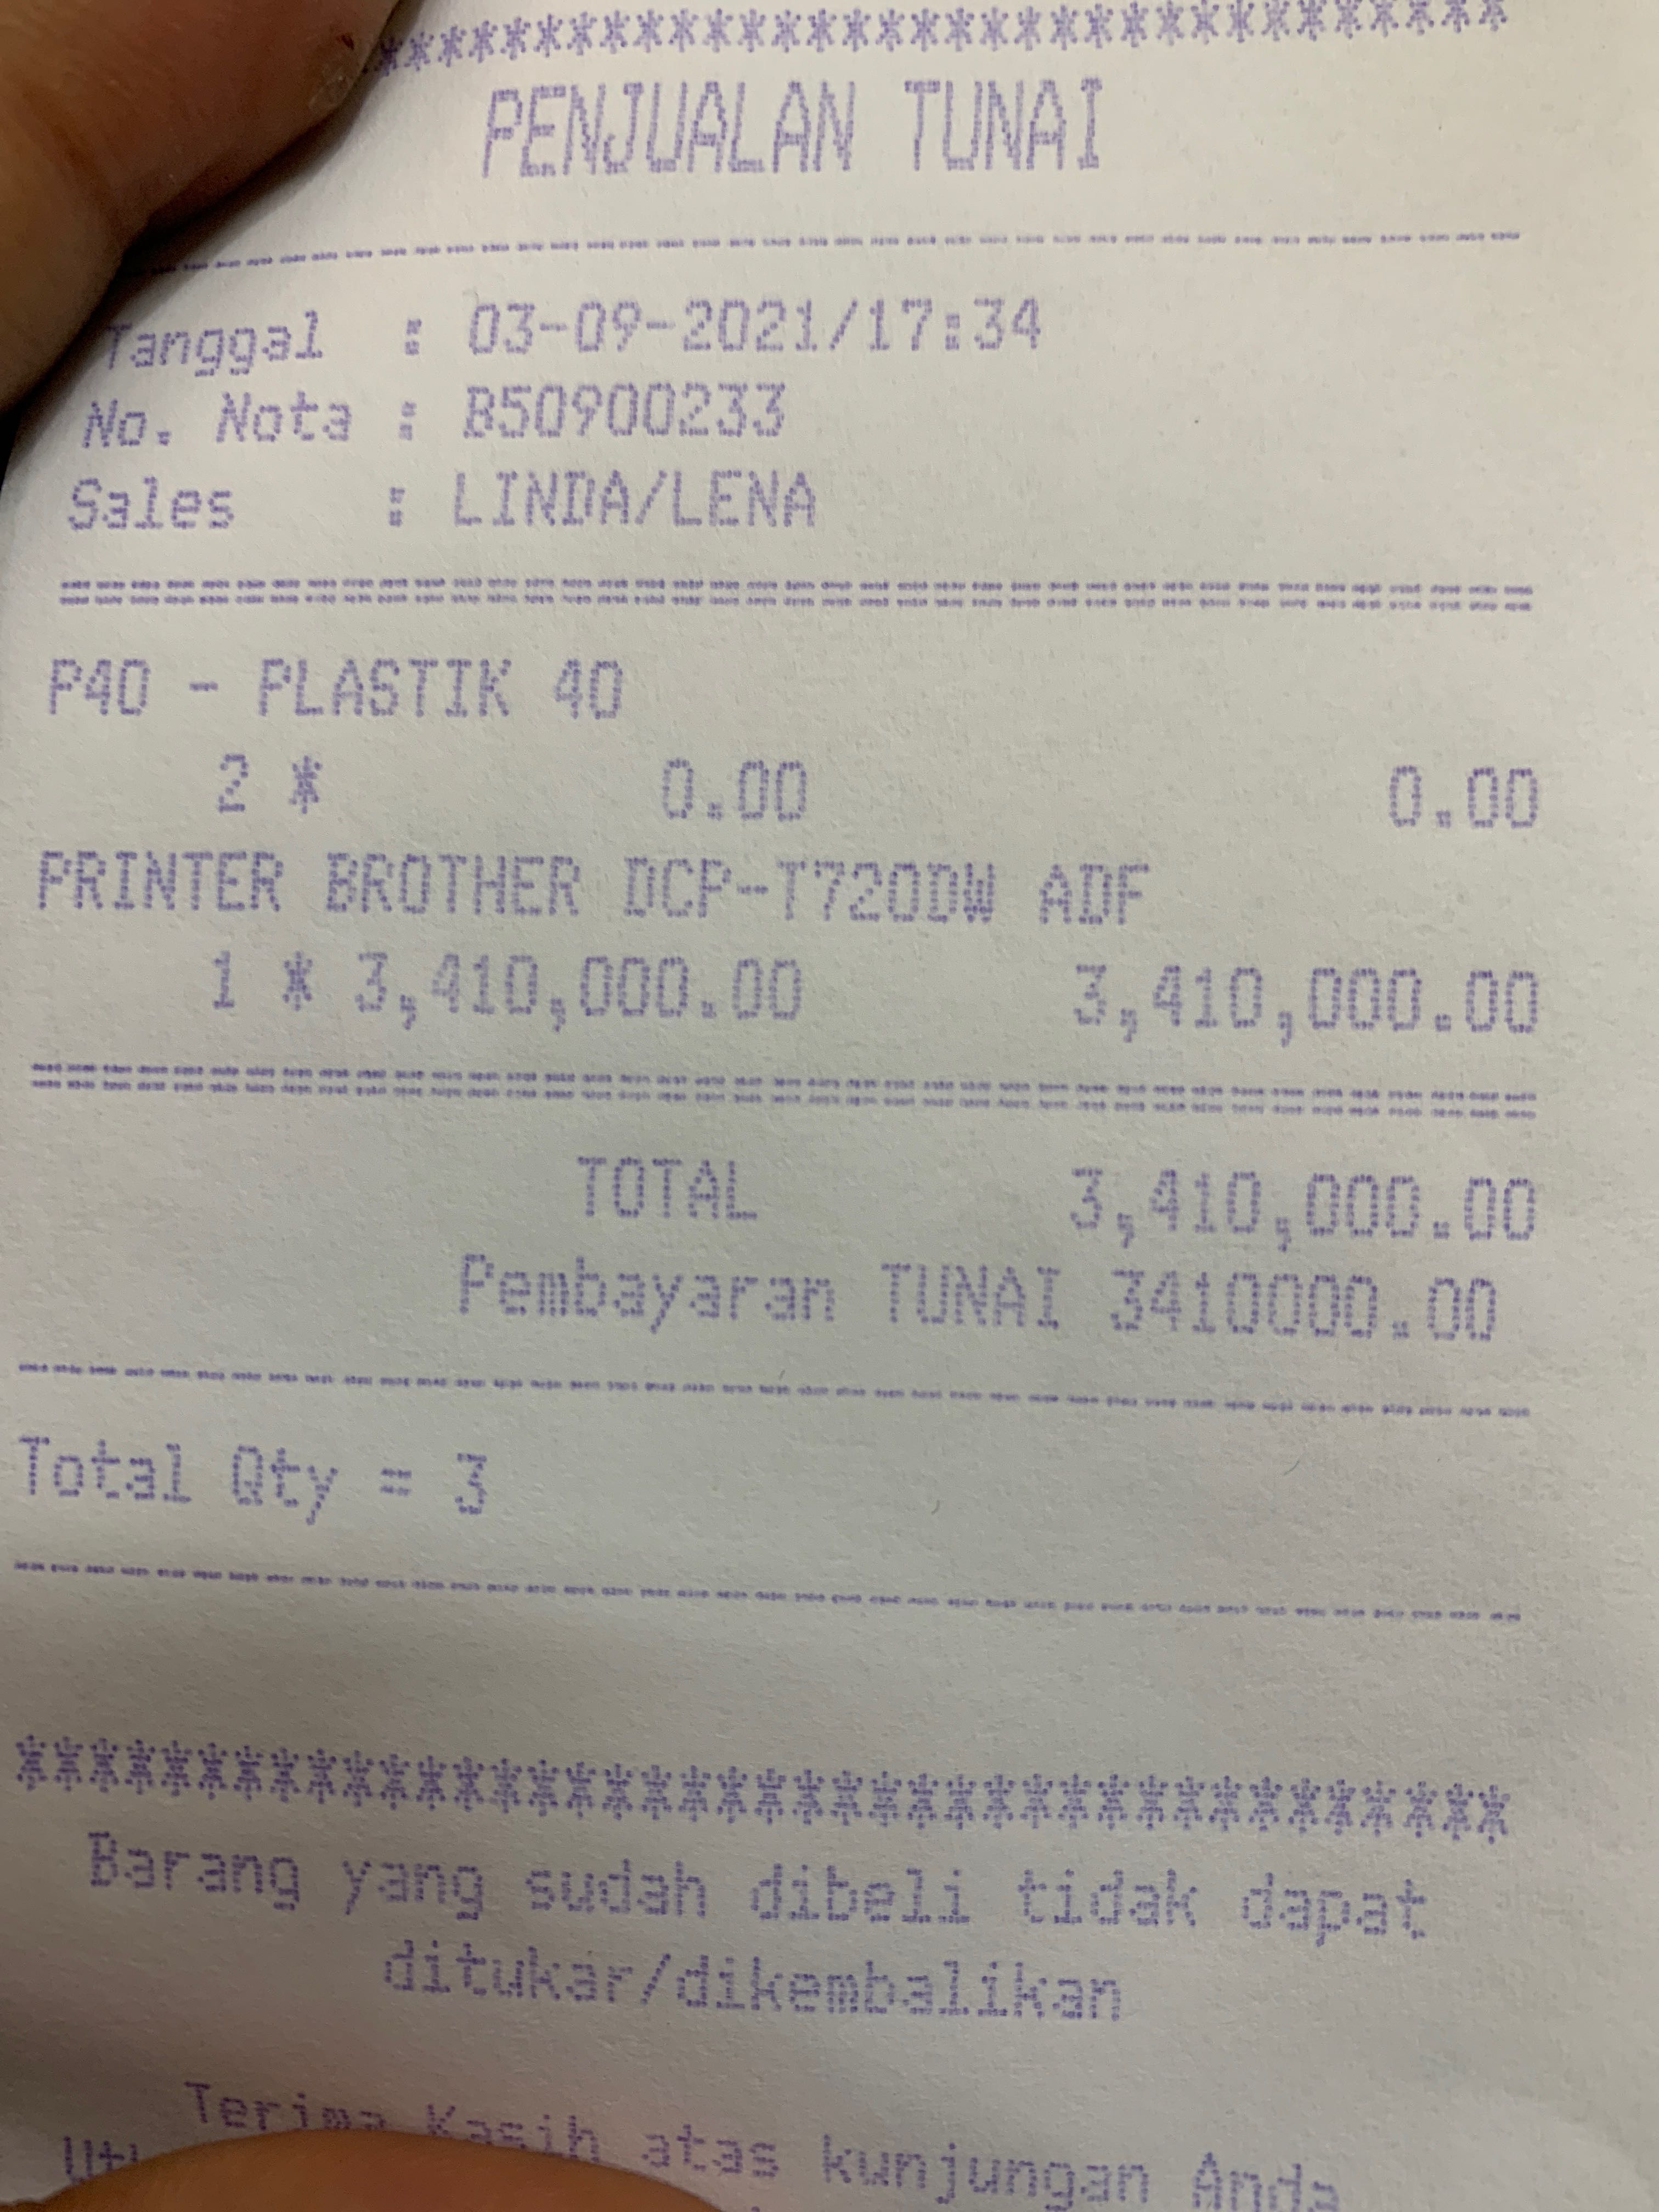 ******************************************
PENJUALAN TUNAI
Tanggal : 03-09-2021/17:34
No. Nota : B50900233
Sales : LINDA/LENA
P40 - PLASTIK 40
2 * 0.00 0.00
PRINTER BROTHER DCP-T720DW ADF
1 * 3,410,000.00 3,410,000.00
TOTAL 3,410,000.00
Pembayaran TUNAI 3410000.00
Total Qty = 3
****************************************
Barang yang sudah dibeli tidak dapat
ditukar/dikembalikan
Terima Kasih atas kunjungan Anda